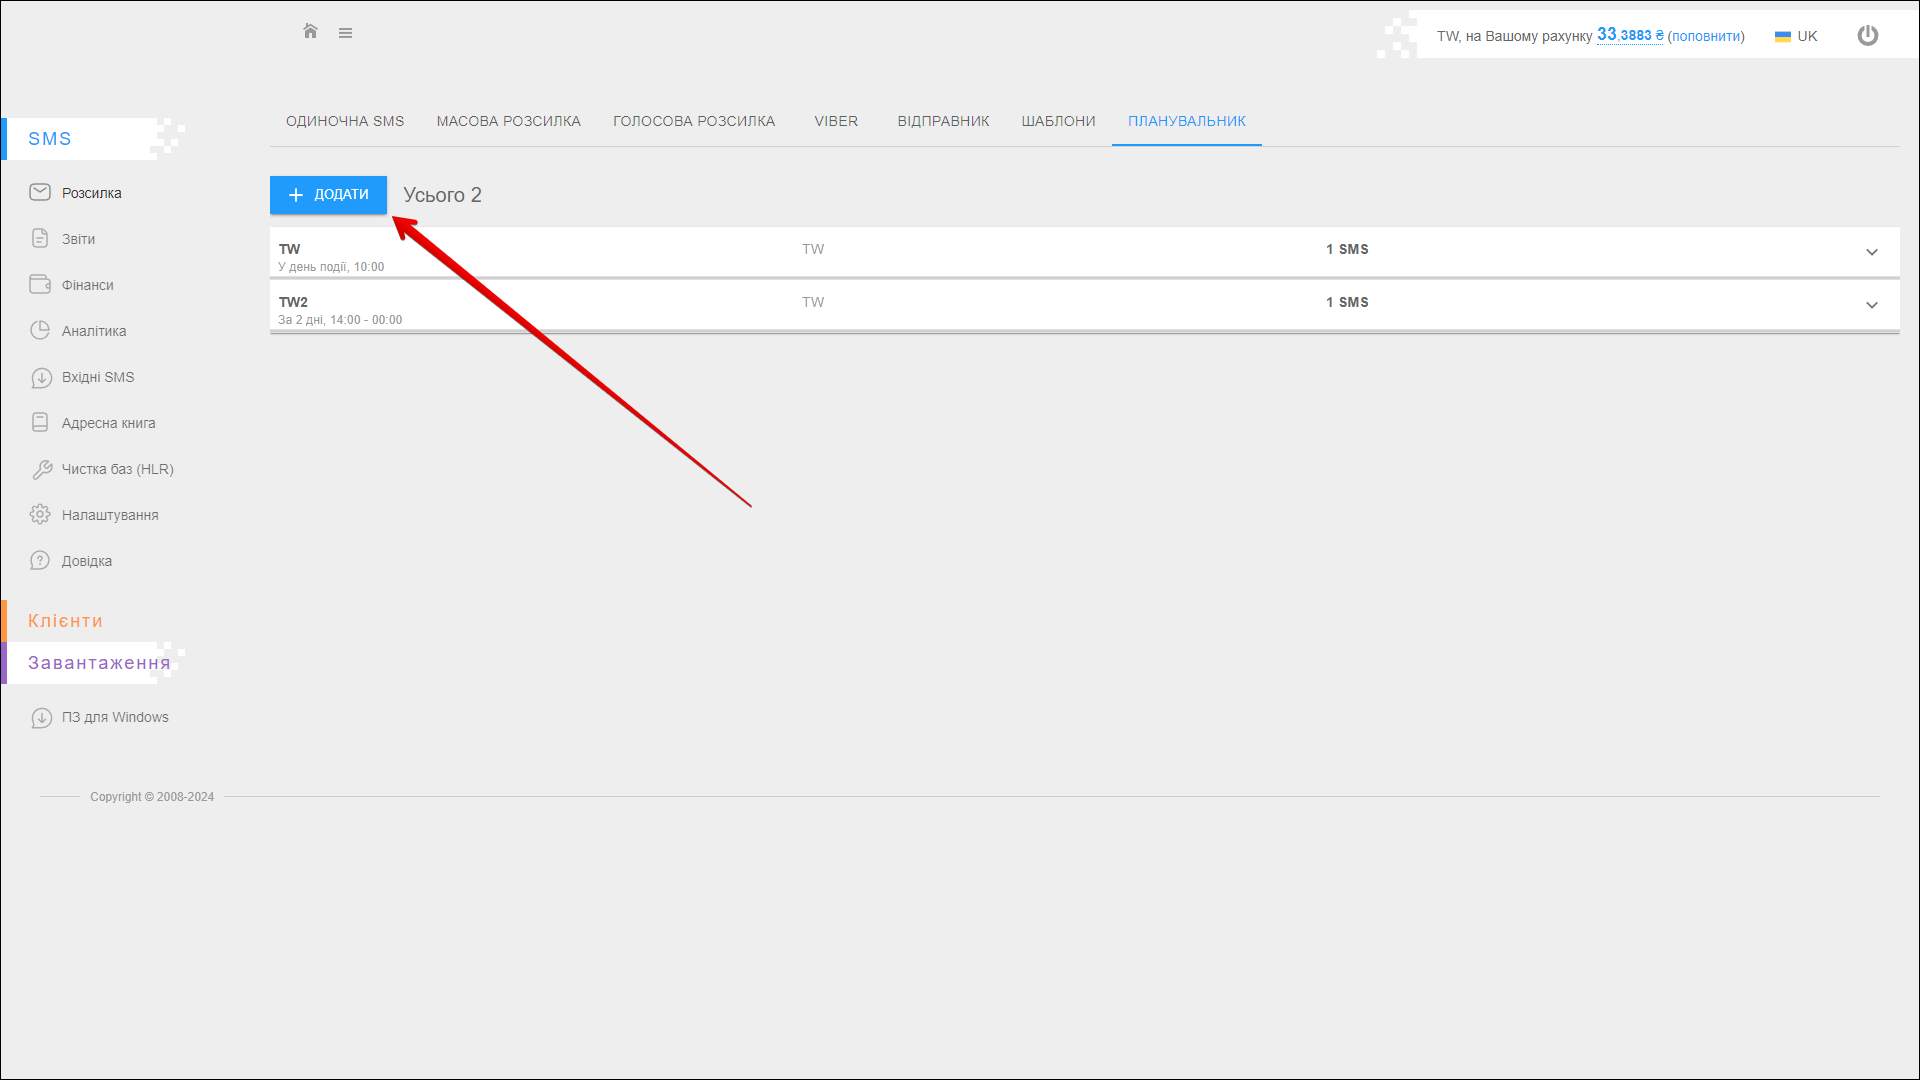 TW, на Вашому рахунку 33,3883 ₴ (поповнити) UK
SMS
Розсилка
Звіти
Фінанси
Аналітика
Вхідні SMS
Адресна книга
Чистка баз (HLR)
Налаштування
Довідка
Клієнти
Завантаження
ПЗ для Windows
ОДИНОЧНА SMS МАСОВА РОЗСИЛКА ГОЛОСОВА РОЗСИЛКА VIBER ВІДПРАВНИК ШАБЛОНИ ПЛАНУВАЛЬНИК
ДОДАТИ Усього 2
TW TW 1 SMS
У день події, 10:00
TW2 TW 1 SMS
За 2 дні, 14:00 - 00:00
Copyright © 2008-2024